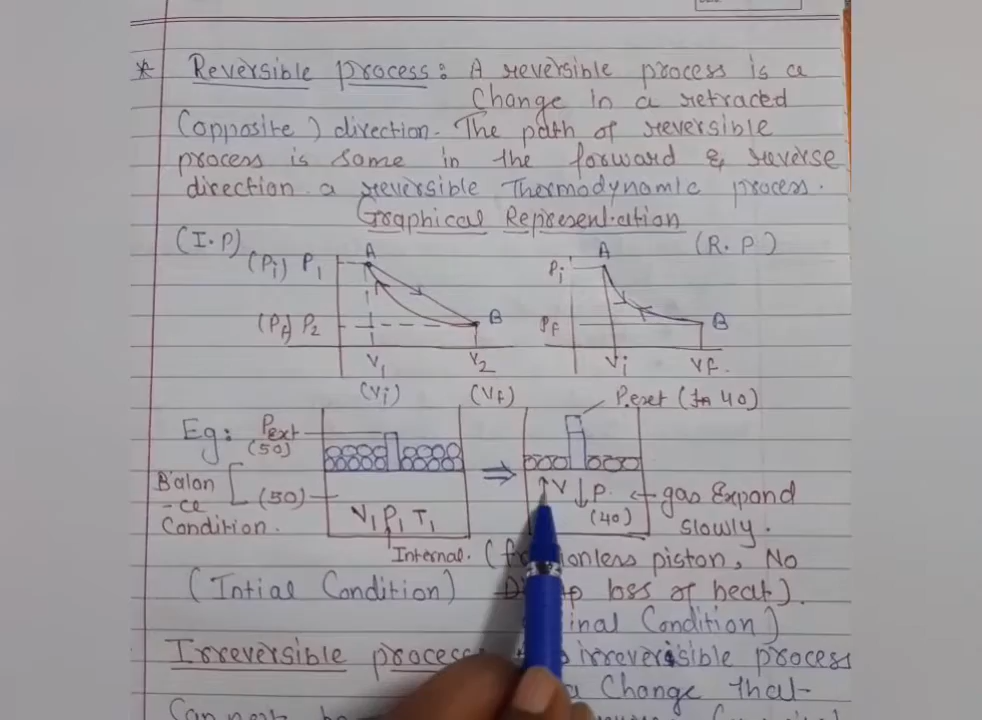 * Reversible process: A reversible process is a
Change in a retraced
(opposite) direction. The path of reversible
process is same in the forward & reverse
direction a reversible Thermodynamic process.
Graphical Representation
(I.P) (R.P)
(Pi) P1 A
(Pf) P2 B
V1 V2
(Vi) (Vf)
Pi A
Pf B
Vi Vf.
Eg: Pext
(50)
Pext (40)
Balan
-ce
Condition.
(50)
V1 P1 T1
Internal.
⇒
↑V ↓P.
(40)
gas Expand
slowly.
piston, No
loss of heat).
(Intial Condition)
Condition)
Irreversible process irreversible process
a Change that